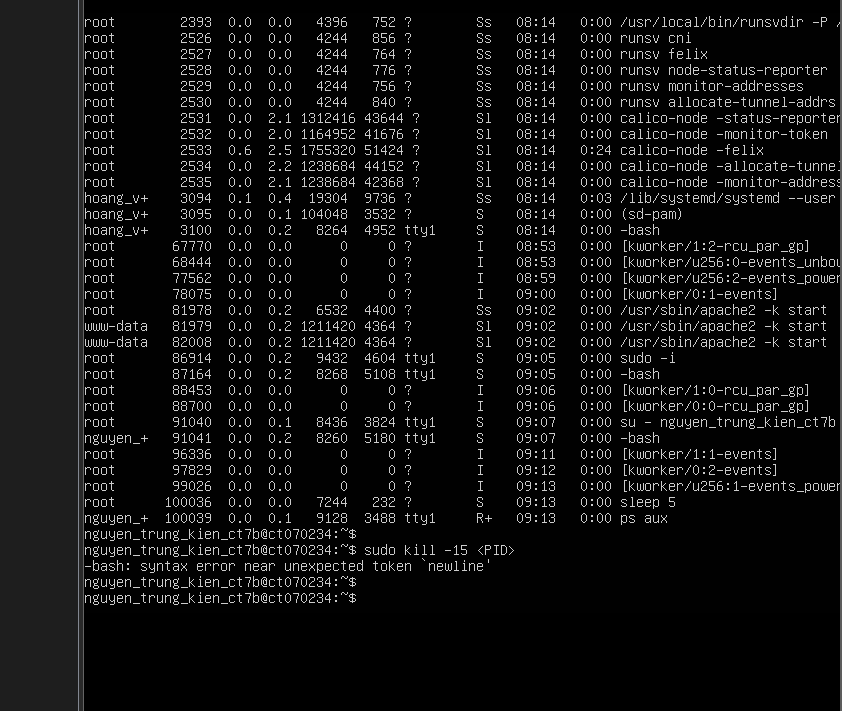 root 2393 0.0 0.0 4396 752 ? Ss 08:14 0:00 /usr/local/bin/runsvdir -P /
root 2526 0.0 0.0 4244 856 ? Ss 08:14 0:00 runsv cni
root 2527 0.0 0.0 4244 764 ? Ss 08:14 0:00 runsv felix
root 2528 0.0 0.0 4244 776 ? Ss 08:14 0:00 runsv node-status-reporter
root 2529 0.0 0.0 4244 756 ? Ss 08:14 0:00 runsv monitor-addresses
root 2530 0.0 0.0 4244 840 ? Ss 08:14 0:00 runsv allocate-tunnel-addrs
root 2531 0.0 2.1 1312416 43644 ? Sl 08:14 0:00 calico-node -status-reporter
root 2532 0.0 2.0 1164952 41676 ? Sl 08:14 0:00 calico-node -monitor-token
root 2533 0.6 2.5 1755320 51424 ? Sl 08:14 0:24 calico-node -felix
root 2534 0.0 2.2 1238684 44152 ? Sl 08:14 0:00 calico-node -allocate-tunne
root 2535 0.0 2.1 1238684 42368 ? Sl 08:14 0:00 calico-node -monitor-address
hoang_v+ 3094 0.1 0.4 19304 9736 ? Ss 08:14 0:03 /lib/systemd/systemd --user
hoang_v+ 3095 0.0 0.1 104048 3532 ? S 08:14 0:00 (sd-pam)
hoang_v+ 3100 0.0 0.2 8264 4952 tty1 S 08:14 0:00 -bash
root 67770 0.0 0.0 0 0 ? I 08:53 0:00 [kworker/1:2-rcu_par_gp]
root 68444 0.0 0.0 0 0 ? I 08:53 0:00 [kworker/u256:0-events_unbou
root 77562 0.0 0.0 0 0 ? I 08:59 0:00 [kworker/u256:2-events_power
root 78075 0.0 0.0 0 0 ? I 09:00 0:00 [kworker/0:1-events]
root 81978 0.0 0.2 6532 4400 ? Ss 09:02 0:00 /usr/sbin/apache2 -k start
www-data 81979 0.0 0.2 1211420 4364 ? Sl 09:02 0:00 /usr/sbin/apache2 -k start
www-data 82008 0.0 0.2 1211420 4364 ? Sl 09:02 0:00 /usr/sbin/apache2 -k start
root 86914 0.0 0.2 9432 4604 tty1 S 09:05 0:00 sudo -i
root 87164 0.0 0.2 8268 5108 tty1 S 09:05 0:00 -bash
root 88453 0.0 0.0 0 0 ? I 09:06 0:00 [kworker/1:0-rcu_par_gp]
root 88700 0.0 0.0 0 0 ? I 09:06 0:00 [kworker/0:0-rcu_par_gp]
root 91040 0.0 0.1 8436 3824 tty1 S 09:07 0:00 su - nguyen_trung_kien_ct7b
nguyen_+ 91041 0.0 0.2 8260 5180 tty1 S 09:07 0:00 -bash
root 96336 0.0 0.0 0 0 ? I 09:11 0:00 [kworker/1:1-events]
root 97829 0.0 0.0 0 0 ? I 09:12 0:00 [kworker/0:2-events]
root 99026 0.0 0.0 0 0 ? I 09:13 0:00 [kworker/u256:1-events_power
root 100036 0.0 0.0 7244 232 ? S 09:13 0:00 sleep 5
nguyen_+ 100039 0.0 0.1 9128 3488 tty1 R+ 09:13 0:00 ps aux
nguyen_trung_kien_ct7b@ct070234:~$
nguyen_trung_kien_ct7b@ct070234:~$ sudo kill -15 <PID>
-bash: syntax error near unexpected token `newline'
nguyen_trung_kien_ct7b@ct070234:~$
nguyen_trung_kien_ct7b@ct070234:~$